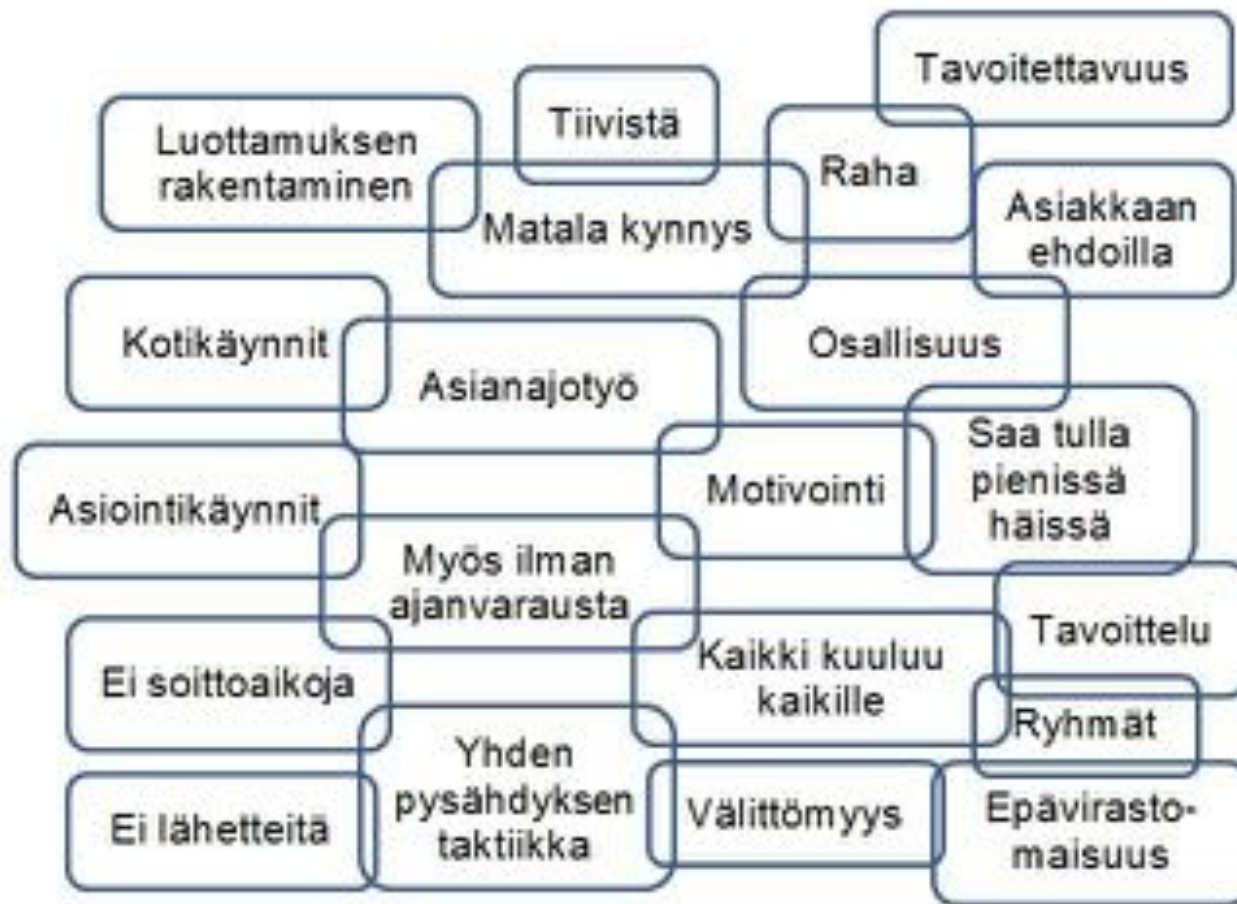 Tavoitettavuus
Tiivistä
Luottamuksen
rakentaminen
Raha
Matala kynnys
Asiakkaan
ehdoilla
Kotikäynnit
Osallisuus
Asianajotyö
Saa tulla
pienissä
häissä
Motivointi
Asiointikäynnit
Myös ilman
ajanvarausta
Tavoittelu
Kaikki kuuluu
kaikille
Ei soittoaikoja
Ryhmät
Yhden
pysähdyksen
taktiikka
Välittömyys
Epävirasto-
maisuus
Ei lähetteitä